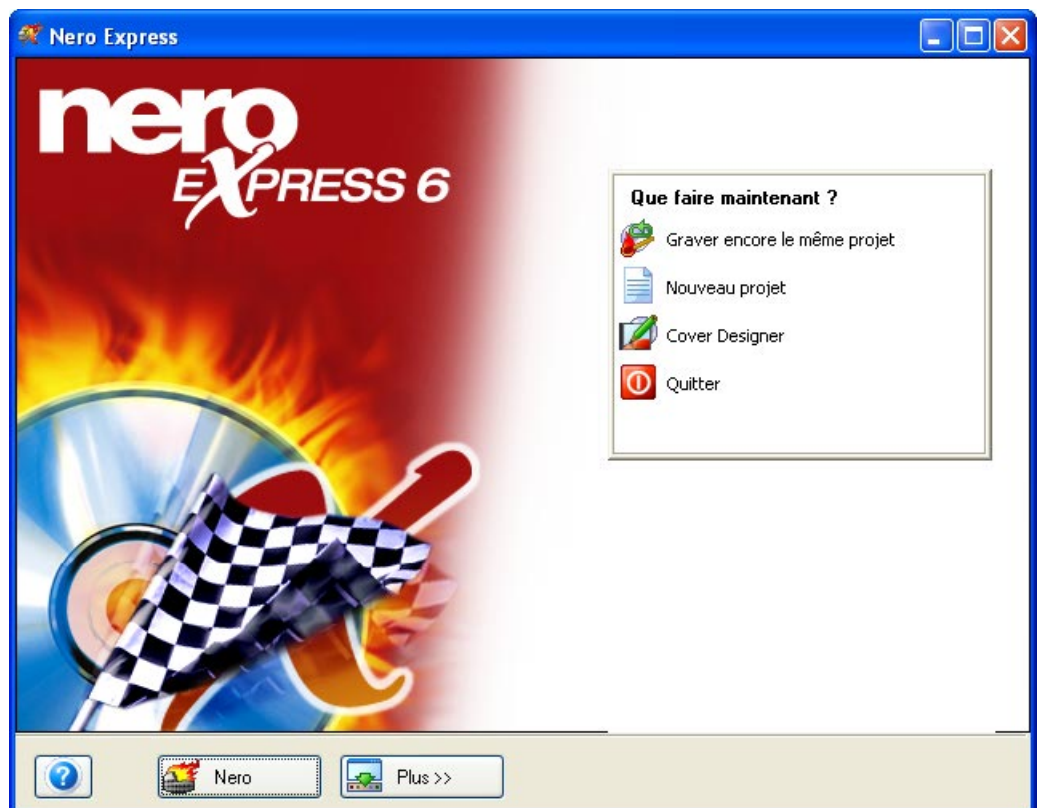 Nero Express
nero
EXPRESS 6
Que faire maintenant ?
Graver encore le même projet
Nouveau projet
Cover Designer
Quitter
?
Nero
Plus >>